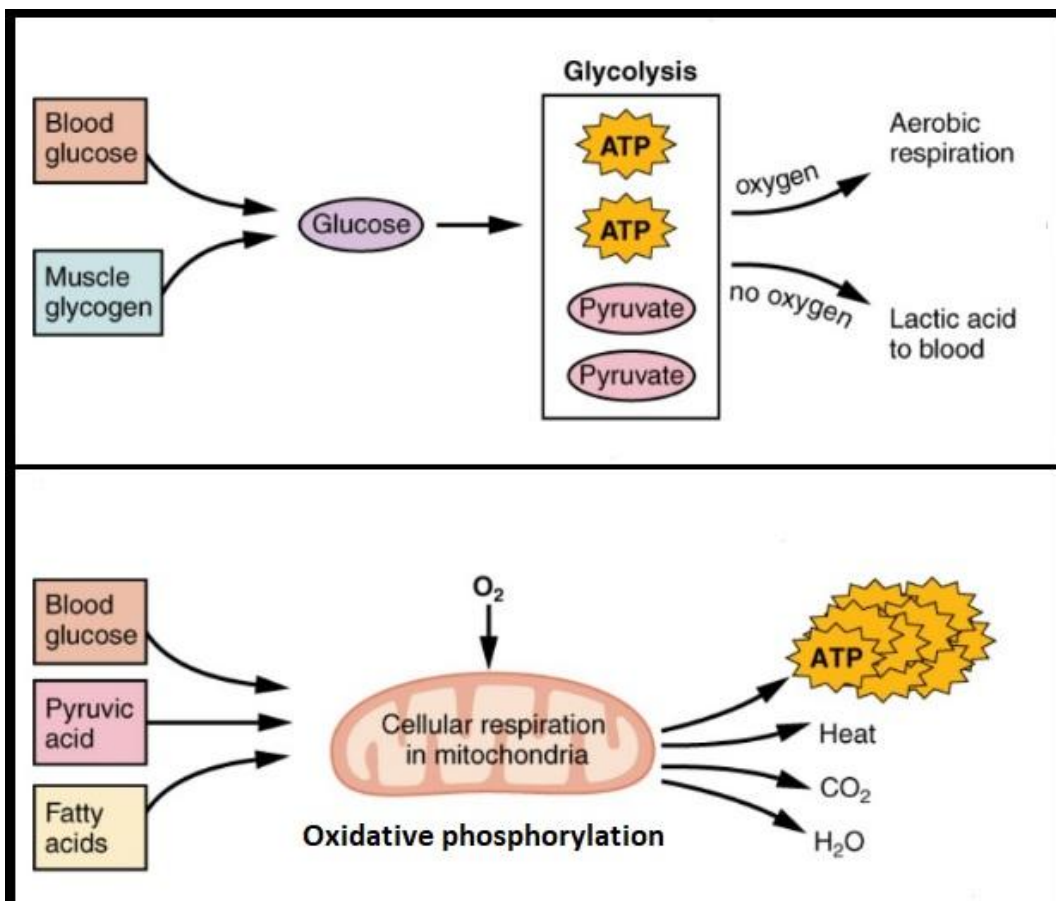 Glycolysis
Blood
glucose
Muscle
glycogen
Glucose
ATP
ATP
Pyruvate
Pyruvate
oxygen
no oxygen
Aerobic
respiration
Lactic acid
to blood
Blood
glucose
Pyruvic
acid
Fatty
acids
O₂
Cellular respiration
in mitochondria
Oxidative phosphorylation
ATP
Heat
CO₂
H₂O